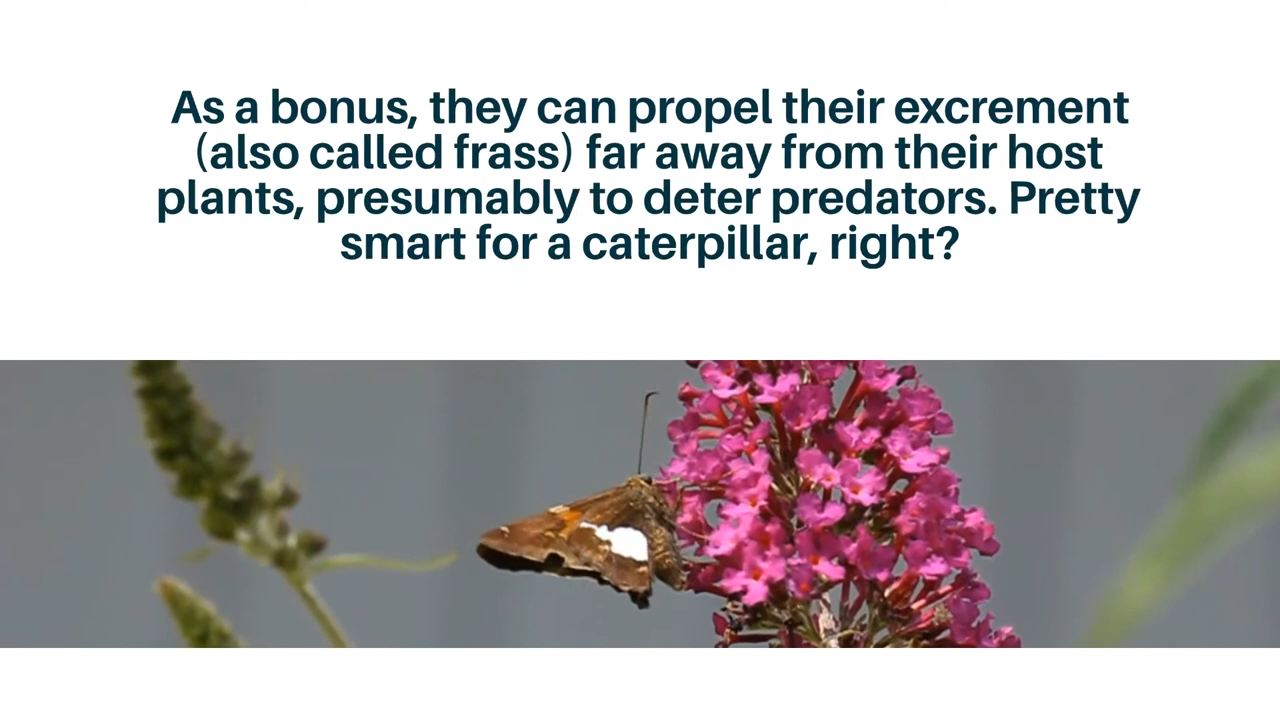 As a bonus, they can propel their excrement
(also called frass) far away from their host
plants, presumably to deter predators. Pretty
smart for a caterpillar, right?